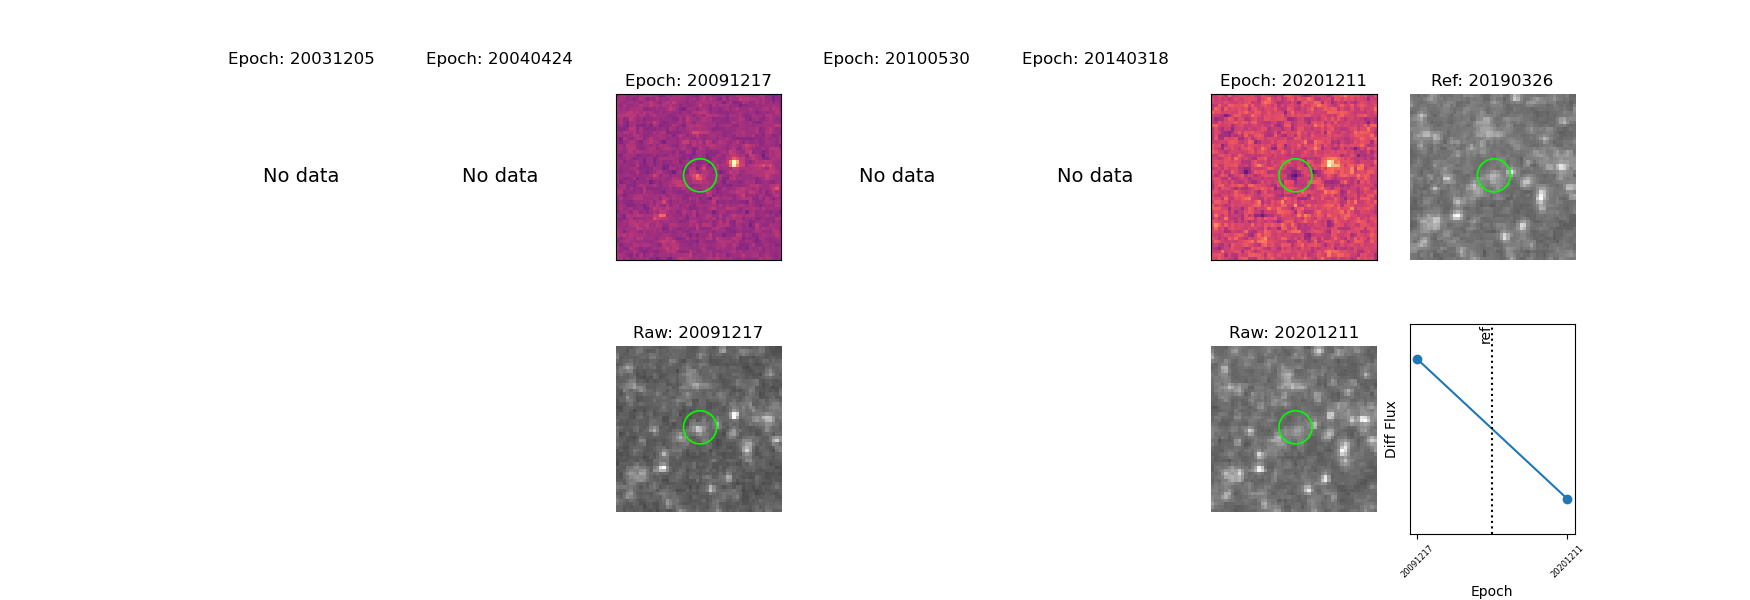 Epoch: 20031205
Epoch: 20040424
Epoch: 20091217
Epoch: 20100530
Epoch: 20140318
Epoch: 20201211
Ref: 20190326
No data
No data
No data
No data
Raw: 20091217
Raw: 20201211
ref
Diff Flux
20091217
20201211
Epoch